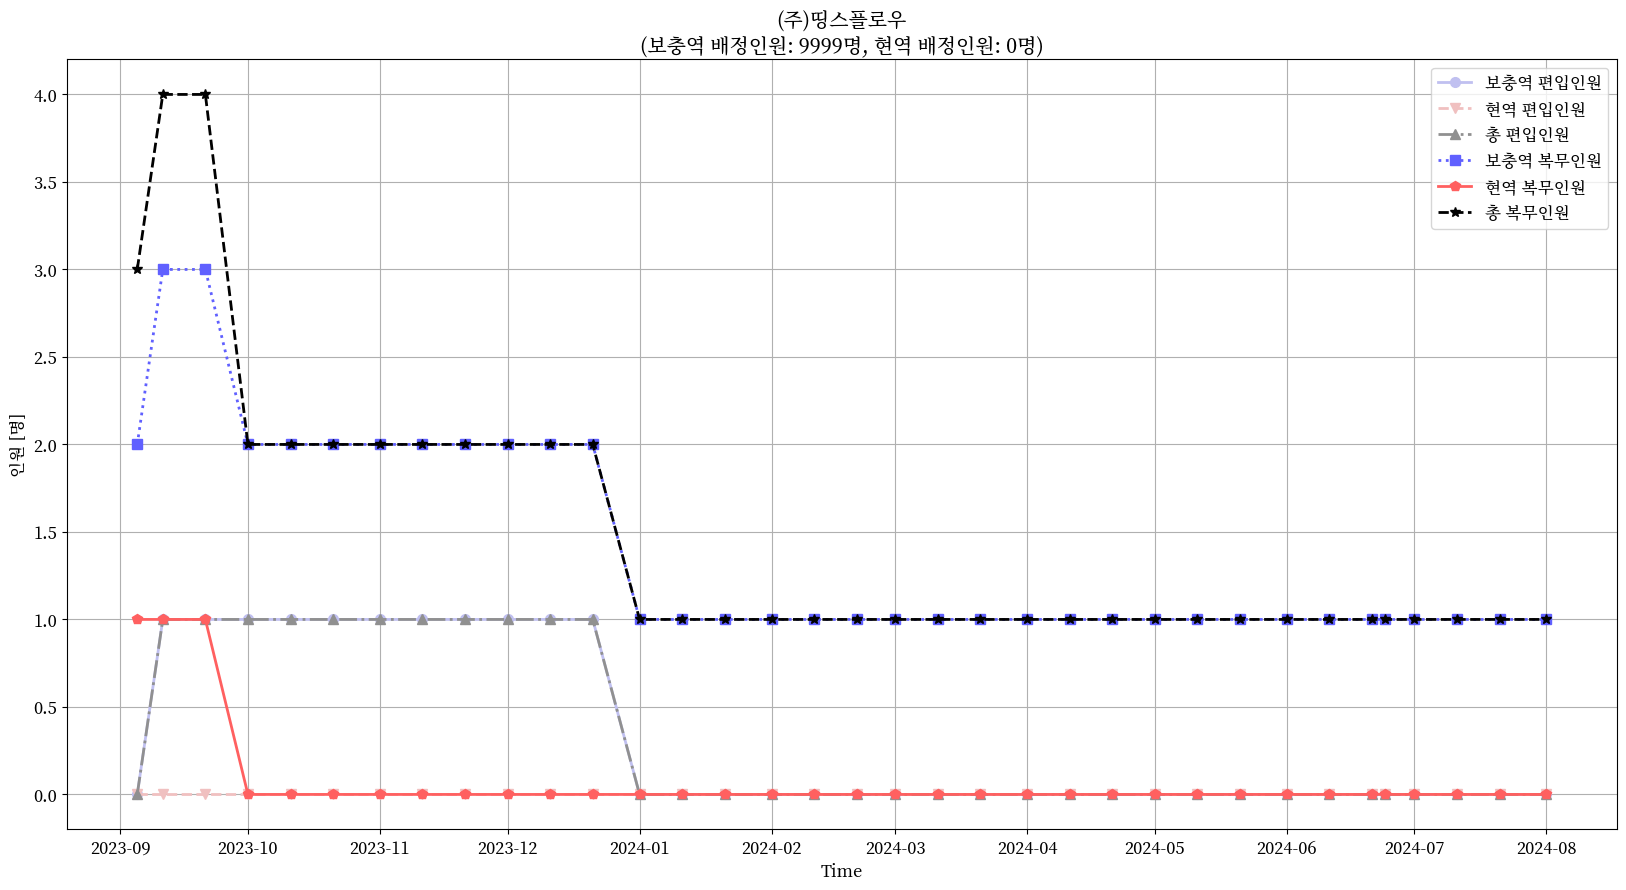 (주)띵스플로우
(보충역 배정인원: 9999명, 현역 배정인원: 0명)
보충역 편입인원
현역 편입인원
총 편입인원
보충역 복무인원
현역 복무인원
총 복무인원
4.0
3.5
3.0
2.5
2.0
1.5
1.0
0.5
0.0
인원 [명]
2023-09 2023-10 2023-11 2023-12 2024-01 2024-02 2024-03 2024-04 2024-05 2024-06 2024-07 2024-08
Time